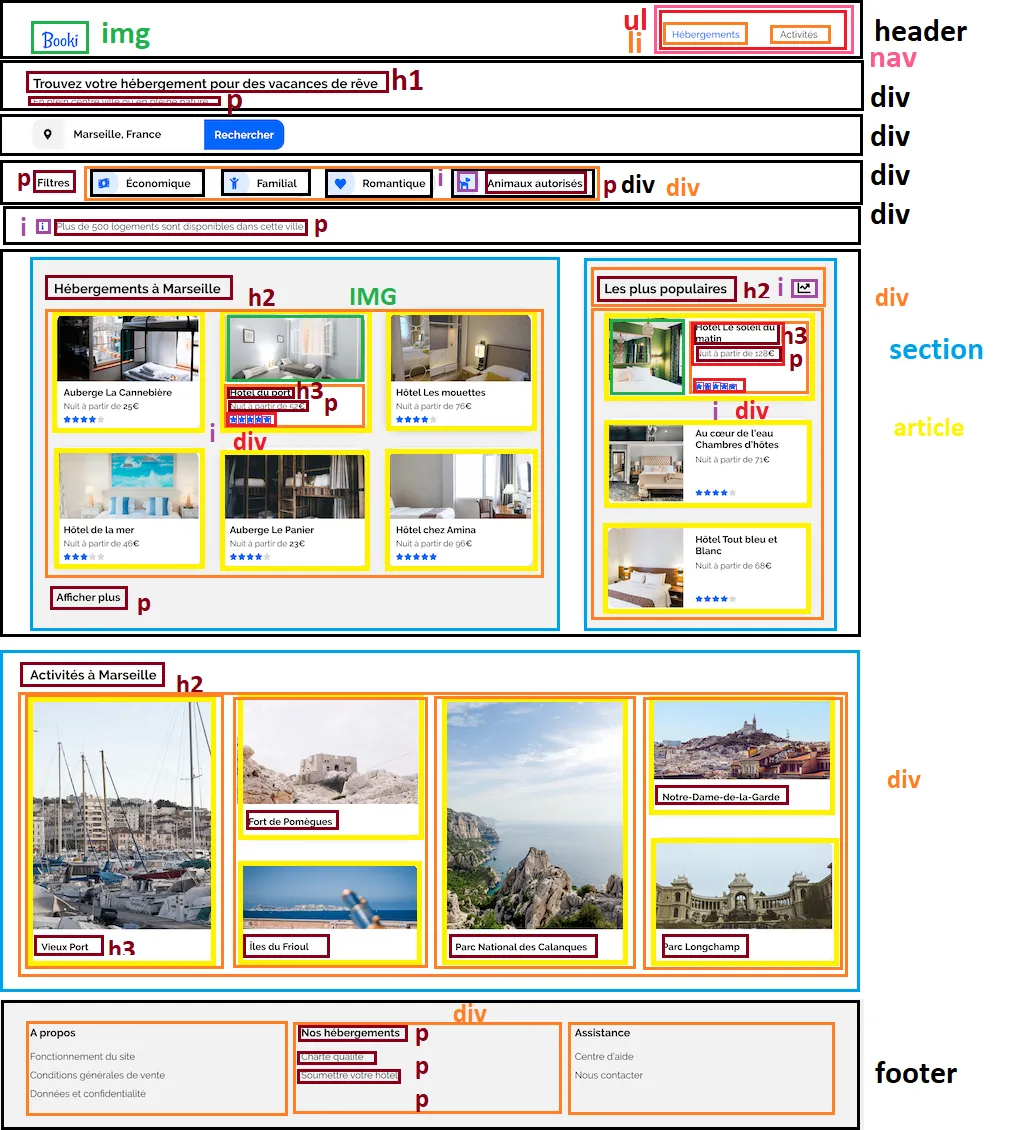 Booki img ul Hébergements Activités header
li nav
Trouvez votre hébergement pour des vacances de rêve h1
En plein centre ville ou en pleine nature p div
Marseille, France Rechercher div
p Filtres Économique Familial Romantique i Animaux autorisés p div div div
i Plus de 500 logements sont disponibles dans cette ville p div
Hébergements à Marseille h2 IMG
Les plus populaires h2 i div
section
article
Auberge La Cannebière
Nuit à partir de 25€
Hôtel du port h3
Nuit à partir de 52€ p
i div
Hôtel Les mouettes
Nuit à partir de 76€
Hôtel de la mer
Nuit à partir de 46€
Auberge Le Panier
Nuit à partir de 23€
Hôtel chez Amina
Nuit à partir de 96€
Afficher plus p
Hôtel Le soleil du
matin h3
Nuit à partir de 128€ p
i div
Au cœur de l'eau
Chambres d'hôtes
Nuit à partir de 71€
Hôtel Tout bleu et
Blanc
Nuit à partir de 68€
Activités à Marseille h2
div
Vieux Port h3
Fort de Pomègues
Îles du Frioul
Parc National des Calanques
Notre-Dame-de-la-Garde
Parc Longchamp
div
A propos
Fonctionnement du site
Conditions générales de vente
Données et confidentialité
Nos hébergements p
Charte qualité p
Soumettre votre hôtel p
Assistance
Centre d'aide
Nous contacter
footer